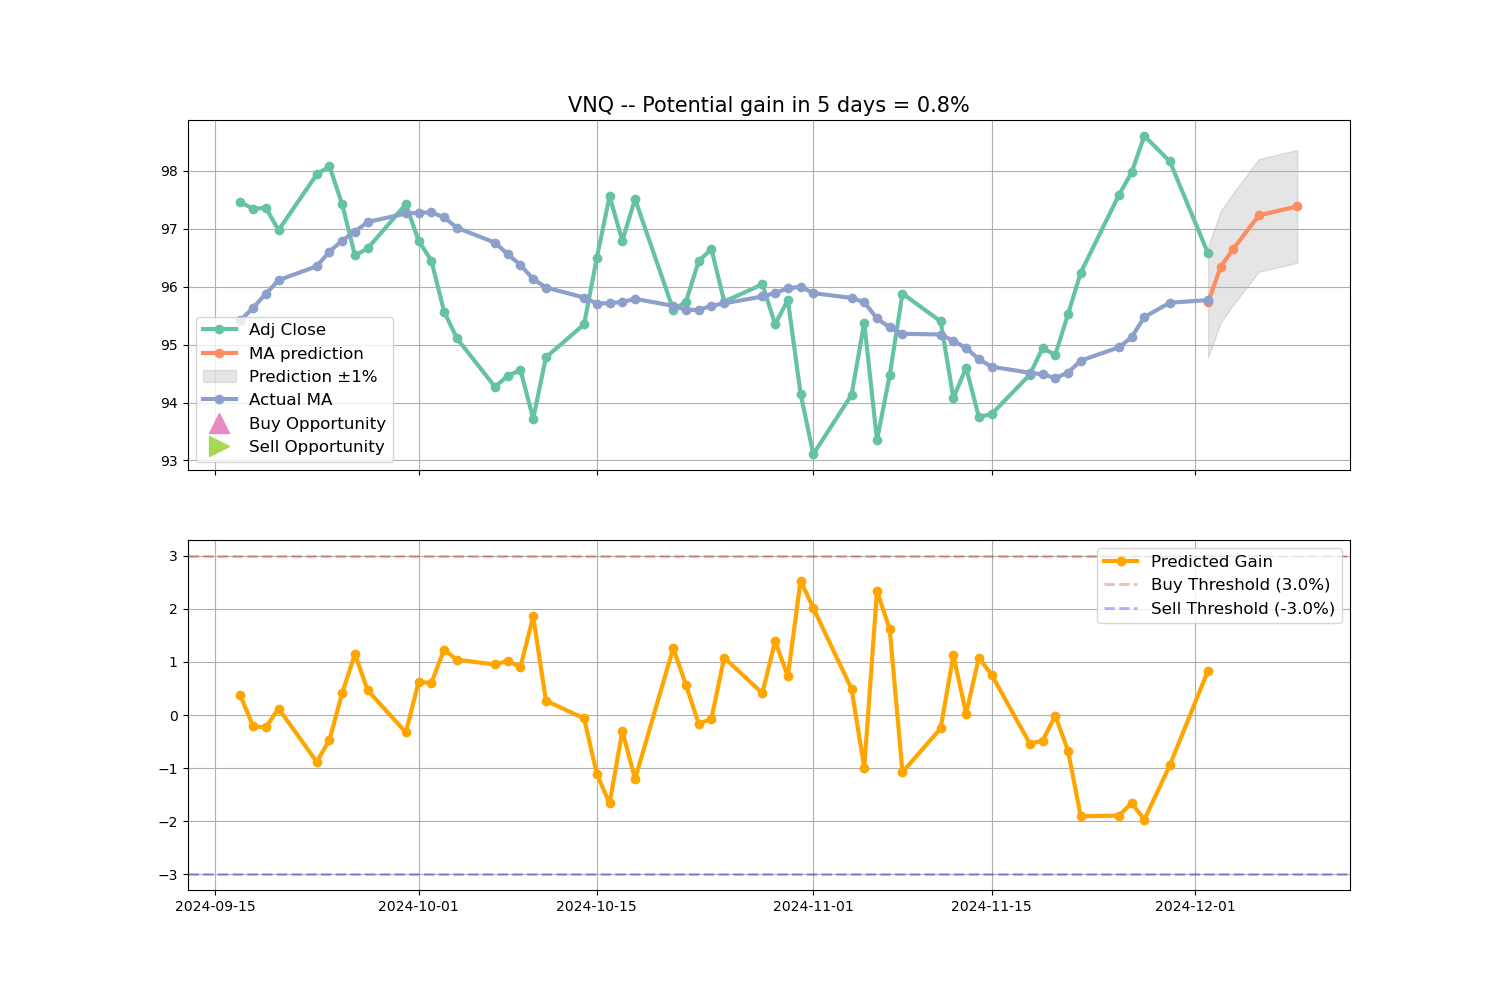 VNQ -- Potential gain in 5 days = 0.8%
98
97
96
95
94
93
Adj Close
MA prediction
Prediction ±1%
Actual MA
Buy Opportunity
Sell Opportunity
3
2
1
0
−1
−2
−3
Predicted Gain
Buy Threshold (3.0%)
Sell Threshold (-3.0%)
2024-09-15
2024-10-01
2024-10-15
2024-11-01
2024-11-15
2024-12-01